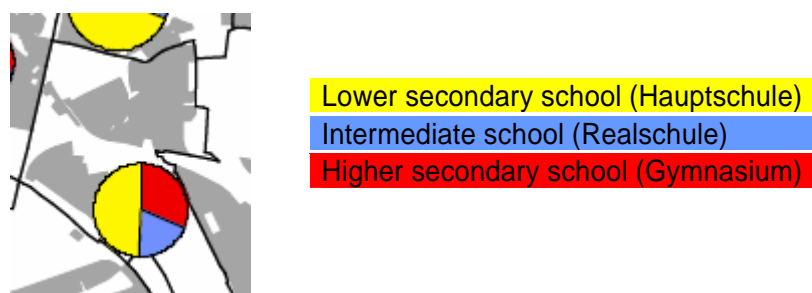 Lower secondary school (Hauptschule)
Intermediate school (Realschule)
Higher secondary school (Gymnasium)